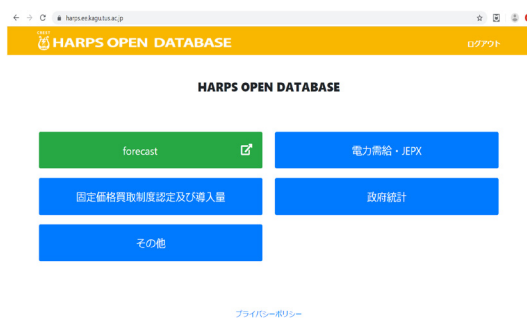 harps.ee.kagu.tus.ac.jp
CREST
HARPS OPEN DATABASE
ログアウト
HARPS OPEN DATABASE
forecast
電力需給・JEPX
固定価格買取制度認定及び導入量
政府統計
その他
プライバシーポリシー